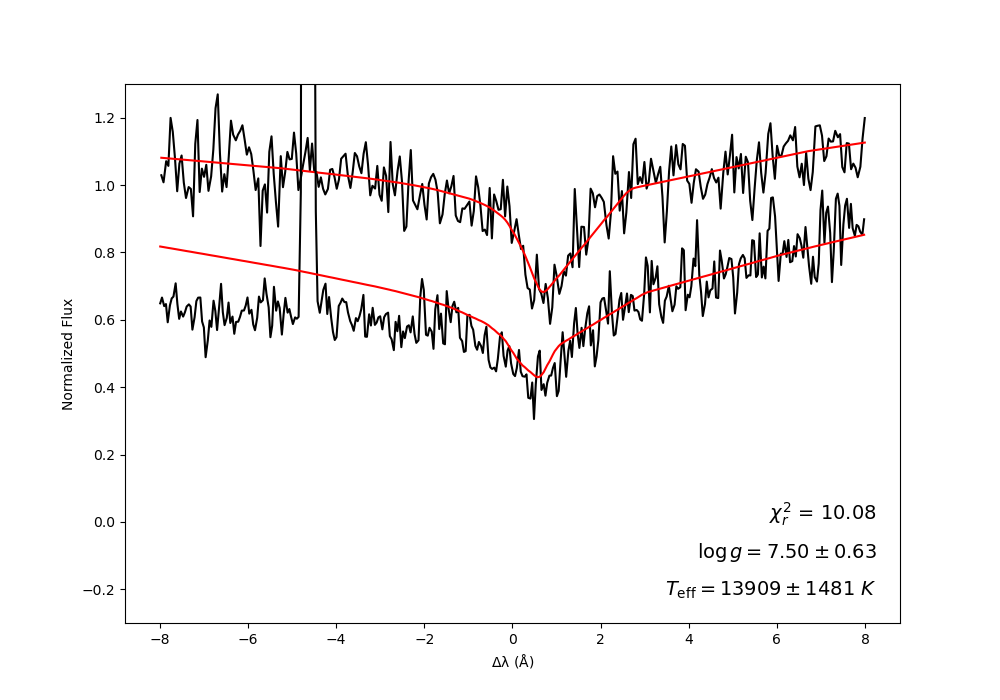 1.2
1.0
0.8
0.6
0.4
0.2
0.0
−0.2
Normalized Flux
χ²ᵣ = 10.08
log g = 7.50 ± 0.63
T_eff = 13909 ± 1481 K
−8 −6 −4 −2 0 2 4 6 8
Δλ (Å)